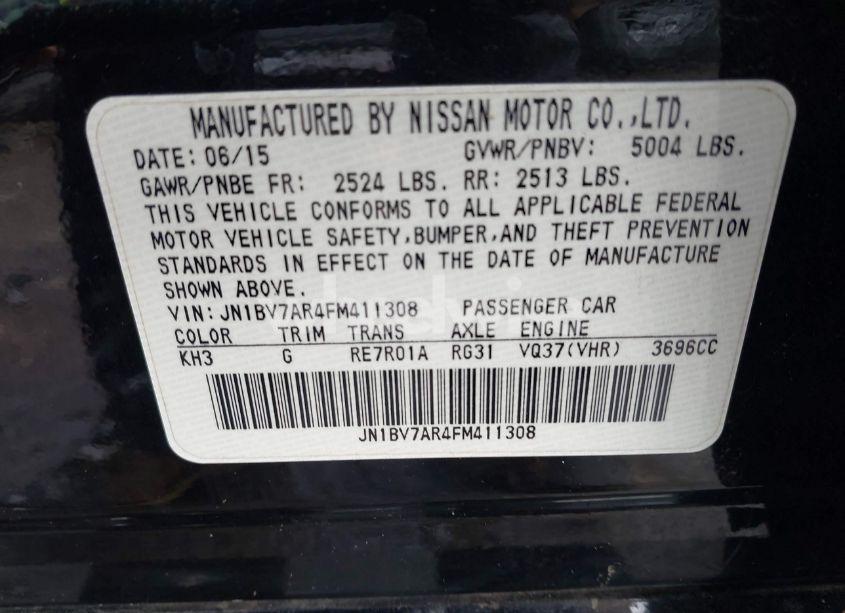 MANUFACTURED BY NISSAN MOTOR CO.,LTD.
DATE: 06/15 GVWR/PNBV: 5004 LBS.
GAWR/PNBE FR: 2524 LBS. RR: 2513 LBS.
THIS VEHICLE CONFORMS TO ALL APPLICABLE FEDERAL
MOTOR VEHICLE SAFETY,BUMPER,AND THEFT PREVENTION
STANDARDS IN EFFECT ON THE DATE OF MANUFACTURE
SHOWN ABOVE.
VIN: JN1BV7AR4FM411308 PASSENGER CAR
COLOR TRIM TRANS AXLE ENGINE
KH3 G RE7R01A RG31 VQ37(VHR) 3696CC
JN1BV7AR4FM411308